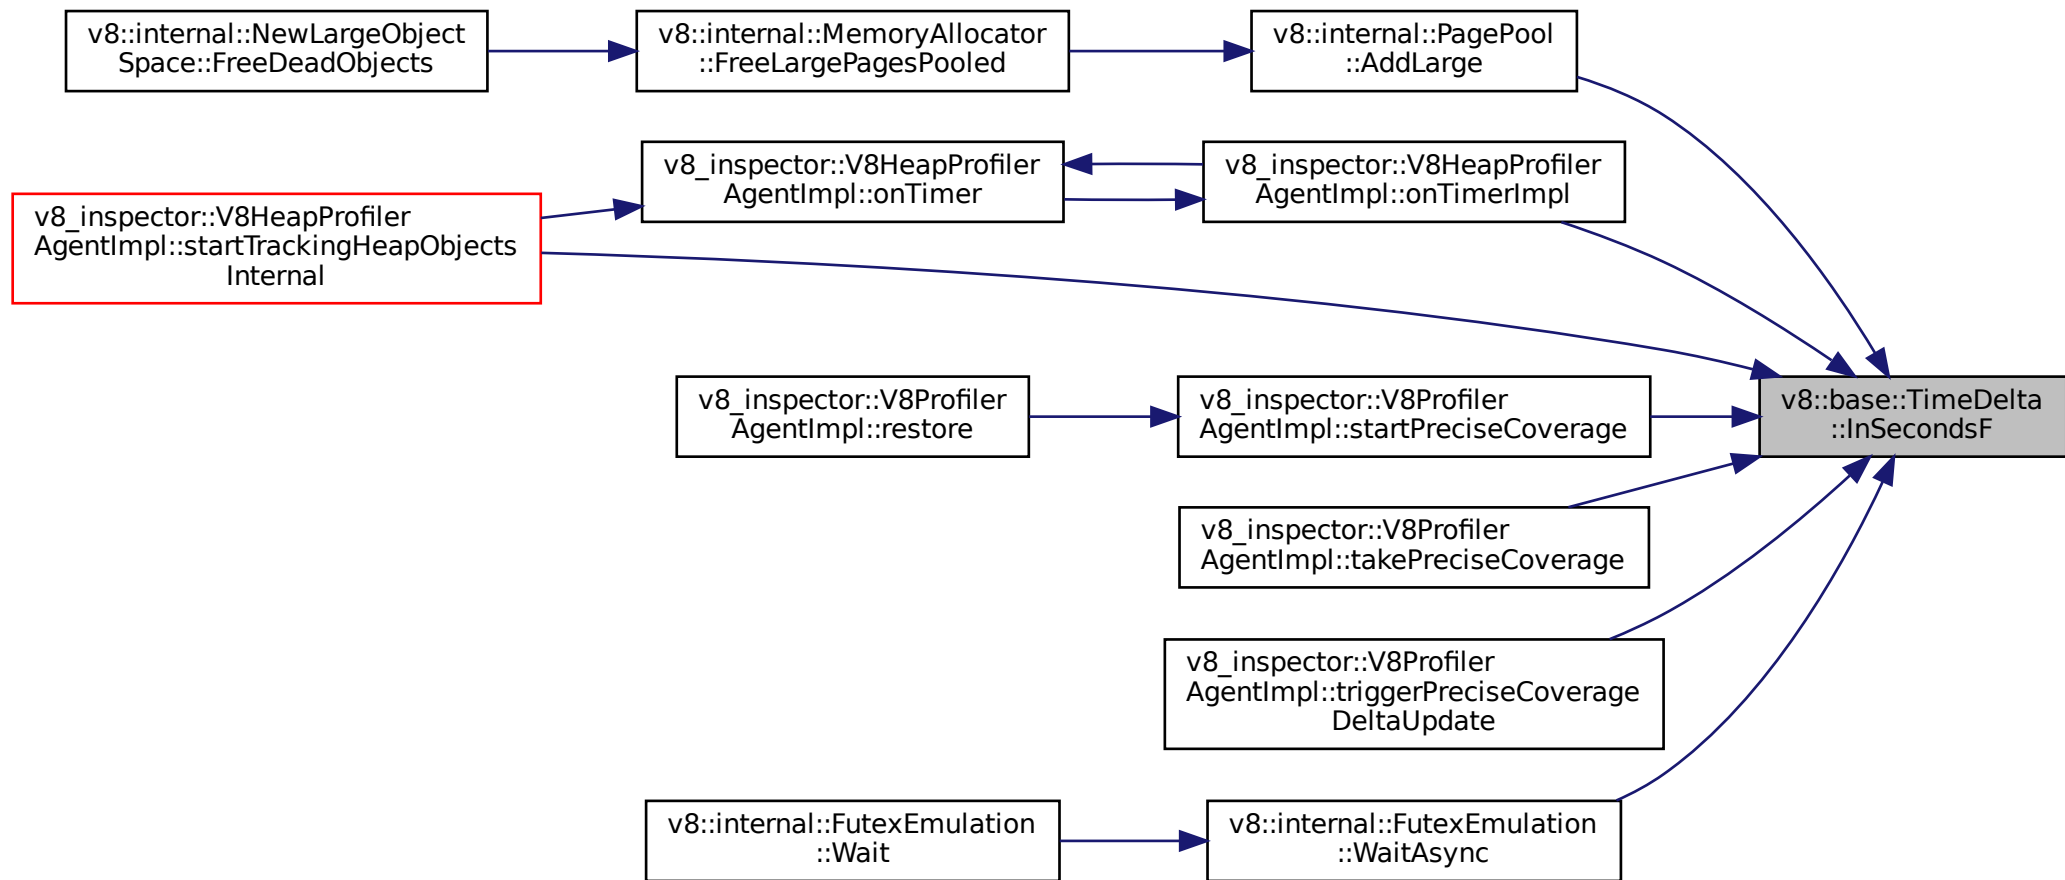 v8::internal::NewLargeObject
Space::FreeDeadObjects
v8::internal::MemoryAllocator
::FreeLargePagesPooled
v8::internal::PagePool
::AddLarge
v8_inspector::V8HeapProfiler
AgentImpl::startTrackingHeapObjects
Internal
v8_inspector::V8HeapProfiler
AgentImpl::onTimer
v8_inspector::V8HeapProfiler
AgentImpl::onTimerImpl
v8_inspector::V8Profiler
AgentImpl::restore
v8_inspector::V8Profiler
AgentImpl::startPreciseCoverage
v8::base::TimeDelta
::InSecondsF
v8_inspector::V8Profiler
AgentImpl::takePreciseCoverage
v8_inspector::V8Profiler
AgentImpl::triggerPreciseCoverage
DeltaUpdate
v8::internal::FutexEmulation
::Wait
v8::internal::FutexEmulation
::WaitAsync